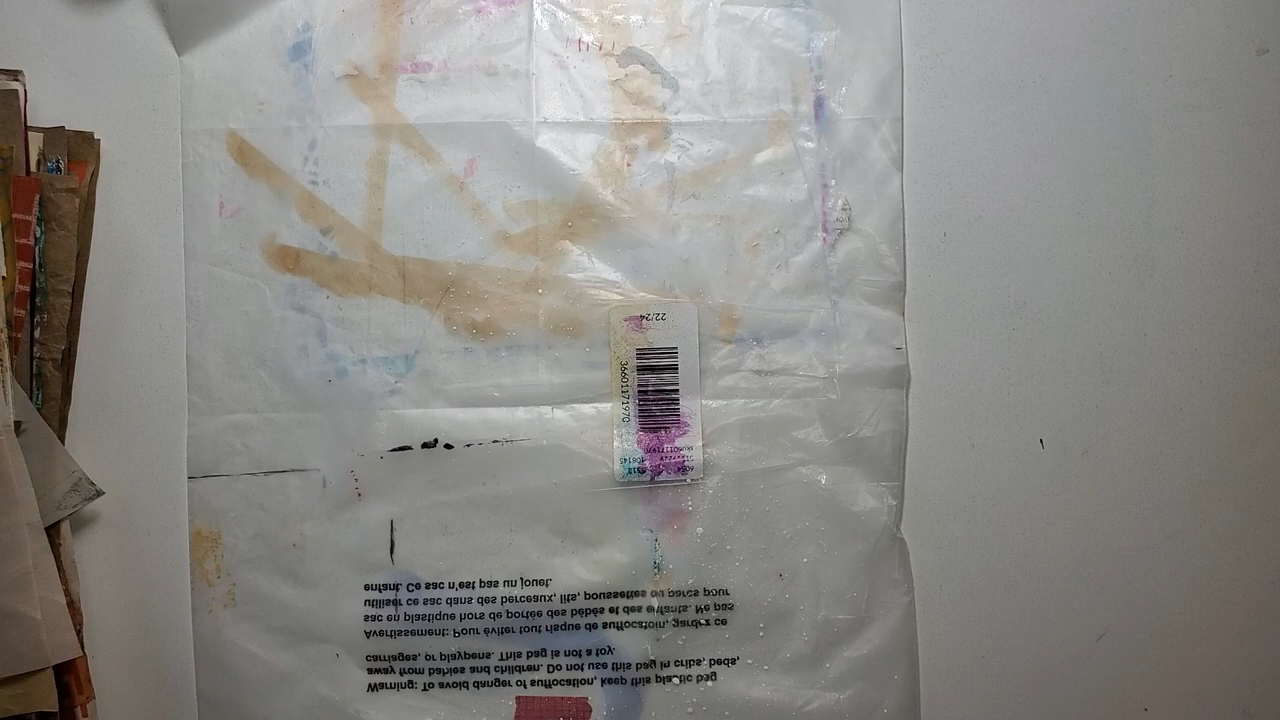 Warning: To avoid danger of suffocation, keep this plastic bag
away from babies and children. Do not use this bag in cribs, beds,
carriages, or playpens. This bag is not a toy.
Avertissement: Pour éviter tout risque de suffocatoin, gardez ce
sac en plastique hors de portée des bébés et des enfants. Ne pas
utiliser ce sac dans des berceaux, lits, poussettes ou parcs pour
enfant. Ce sac n'est pas un jouet.
36601171970
22/24